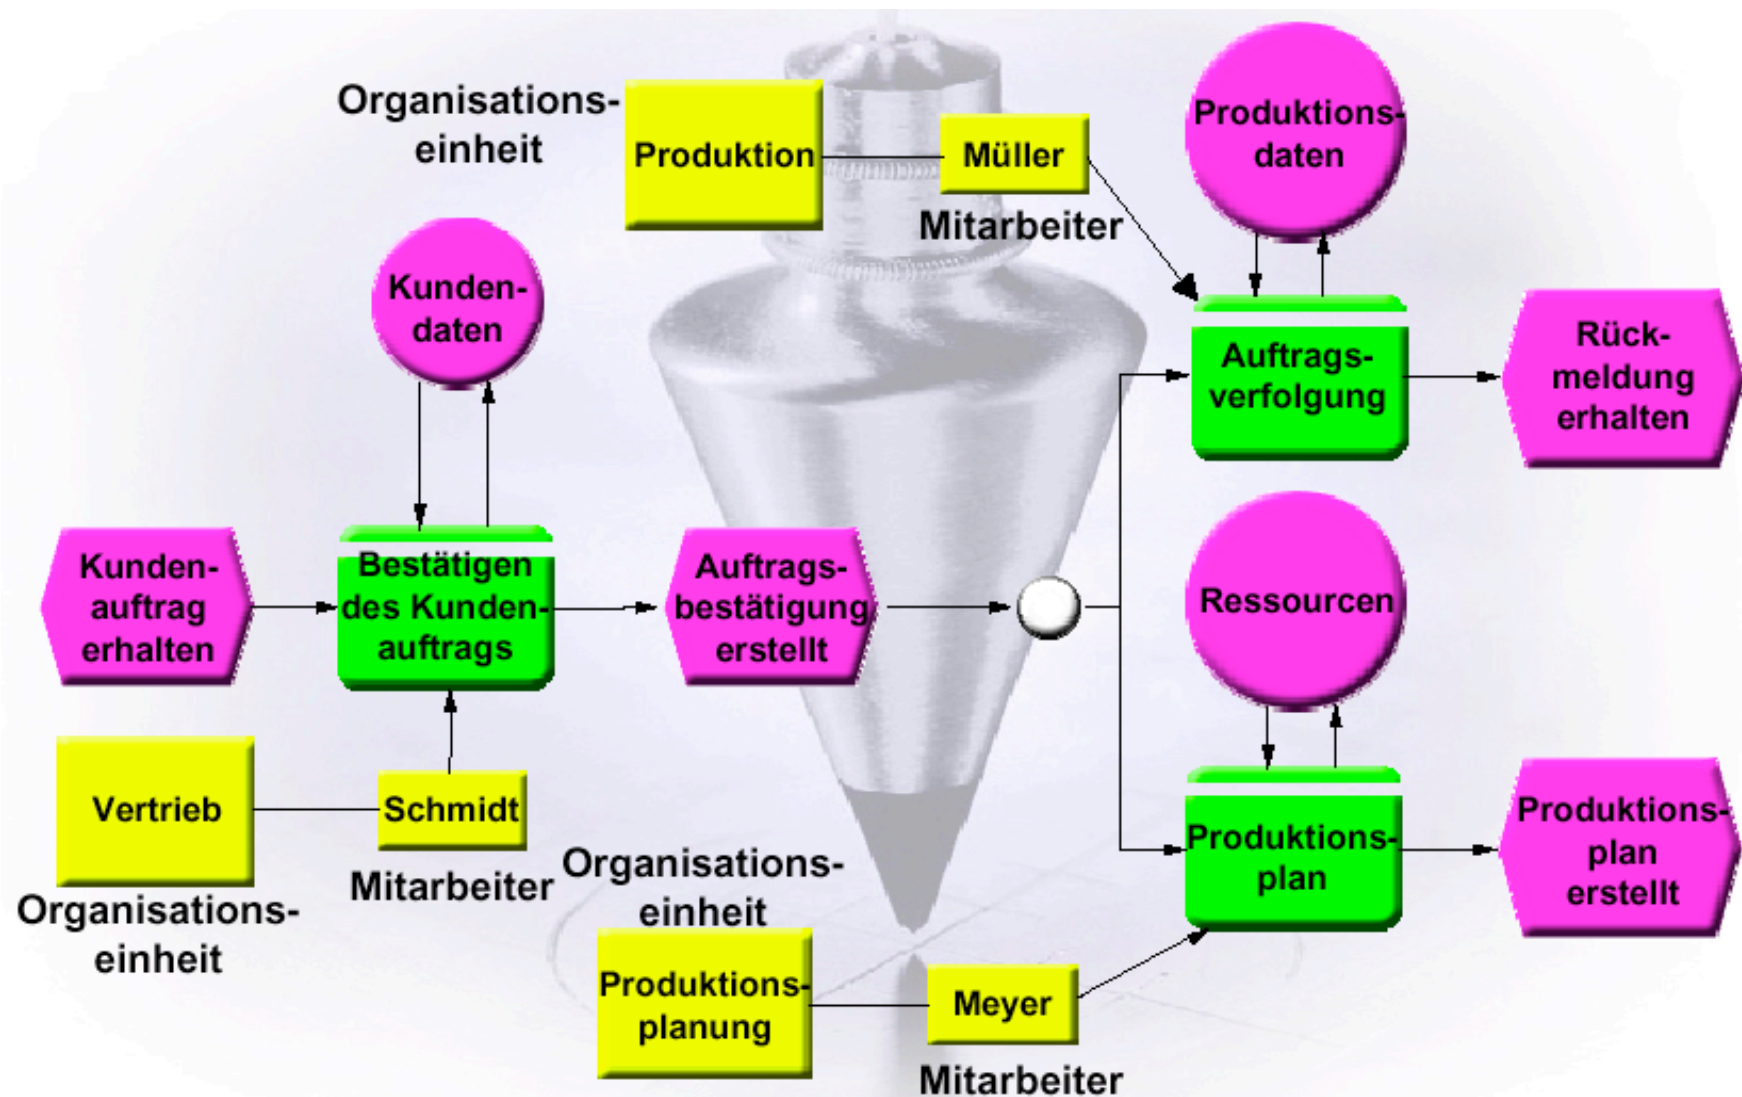 Organisations-
einheit
Produktion
Müller
Mitarbeiter
Produktions-
daten
Kunden-
daten
Auftrags-
verfolgung
Rück-
meldung
erhalten
Kunden-
auftrag
erhalten
Bestätigen
des Kunden-
auftrags
Auftrags-
bestätigung
erstellt
Ressourcen
Vertrieb
Organisations-
einheit
Schmidt
Mitarbeiter
Organisations-
einheit
Produktions-
planung
Meyer
Mitarbeiter
Produktions-
plan
Produktions-
plan
erstellt